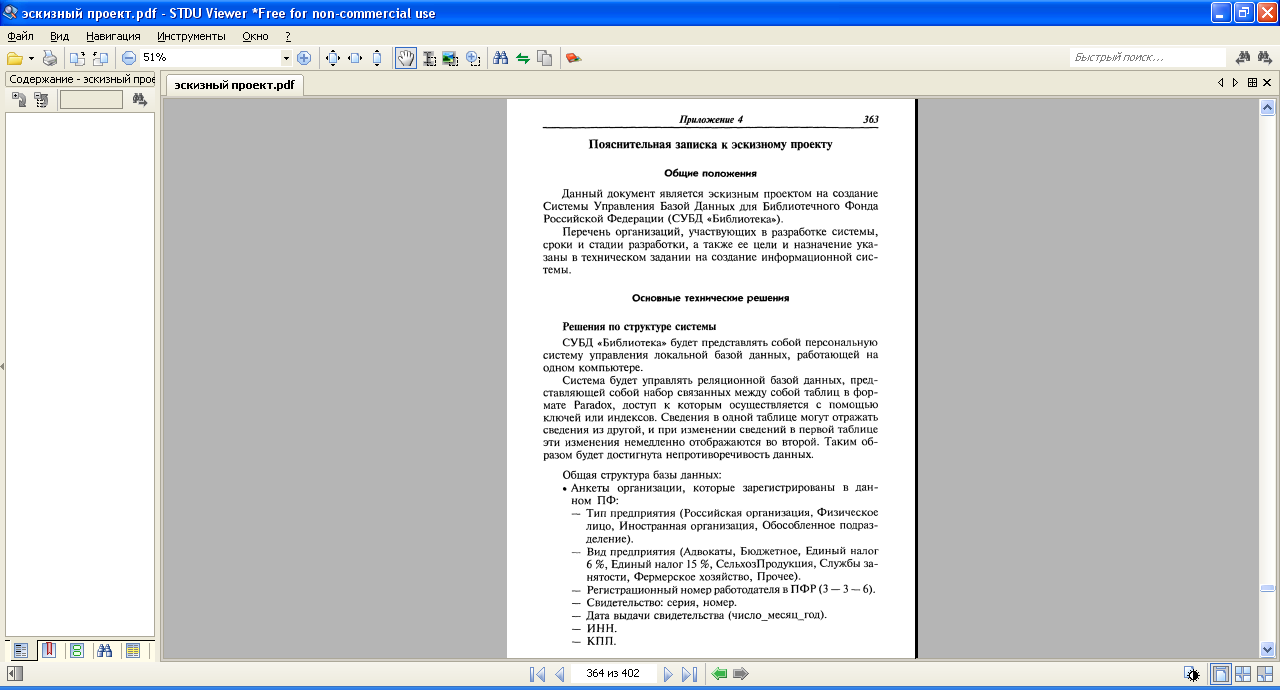 эскизный проект.pdf - STDU Viewer *Free for non-commercial use
Файл Вид Навигация Инструменты Окно ?
51%
Быстрый поиск...
Содержание - эскизный прое
эскизный проект.pdf
Приложение 4 363
Пояснительная записка к эскизному проекту
Общие положения
Данный документ является эскизным проектом на создание
Системы Управления Базой Данных для Библиотечного Фонда
Российской Федерации (СУБД «Библиотека»).
Перечень организаций, участвующих в разработке системы,
сроки и стадии разработки, а также ее цели и назначение ука-
заны в техническом задании на создание информационной сис-
темы.
Основные технические решения
Решения по структуре системы
СУБД «Библиотека» будет представлять собой персональную
систему управления локальной базой данных, работающей на
одном компьютере.
Система будет управлять реляционной базой данных, пред-
ставляющей собой набор связанных между собой таблиц в фор-
мате Paradox, доступ к которым осуществляется с помощью
ключей или индексов. Сведения в одной таблице могут отражать
сведения из другой, и при изменении сведений в первой таблице
эти изменения немедленно отображаются во второй. Таким об-
разом будет достигнута непротиворечивость данных.
Общая структура базы данных:
• Анкеты организации, которые зарегистрированы в дан-
ном ПФ:
— Тип предприятия (Российская организация, Физическое
лицо, Иностранная организация, Обособленное подраз-
деление).
— Вид предприятия (Адвокаты, Бюджетное, Единый налог
6 %, Единый налог 15 %, СельхозПродукция, Службы за-
нятости, Фермерское хозяйство, Прочее).
— Регистрационный номер работодателя в ПФР (3 — 3 — 6).
— Свидетельство: серия, номер.
— Дата выдачи свидетельства (число_месяц_год).
— ИНН.
— КПП.
364 из 402